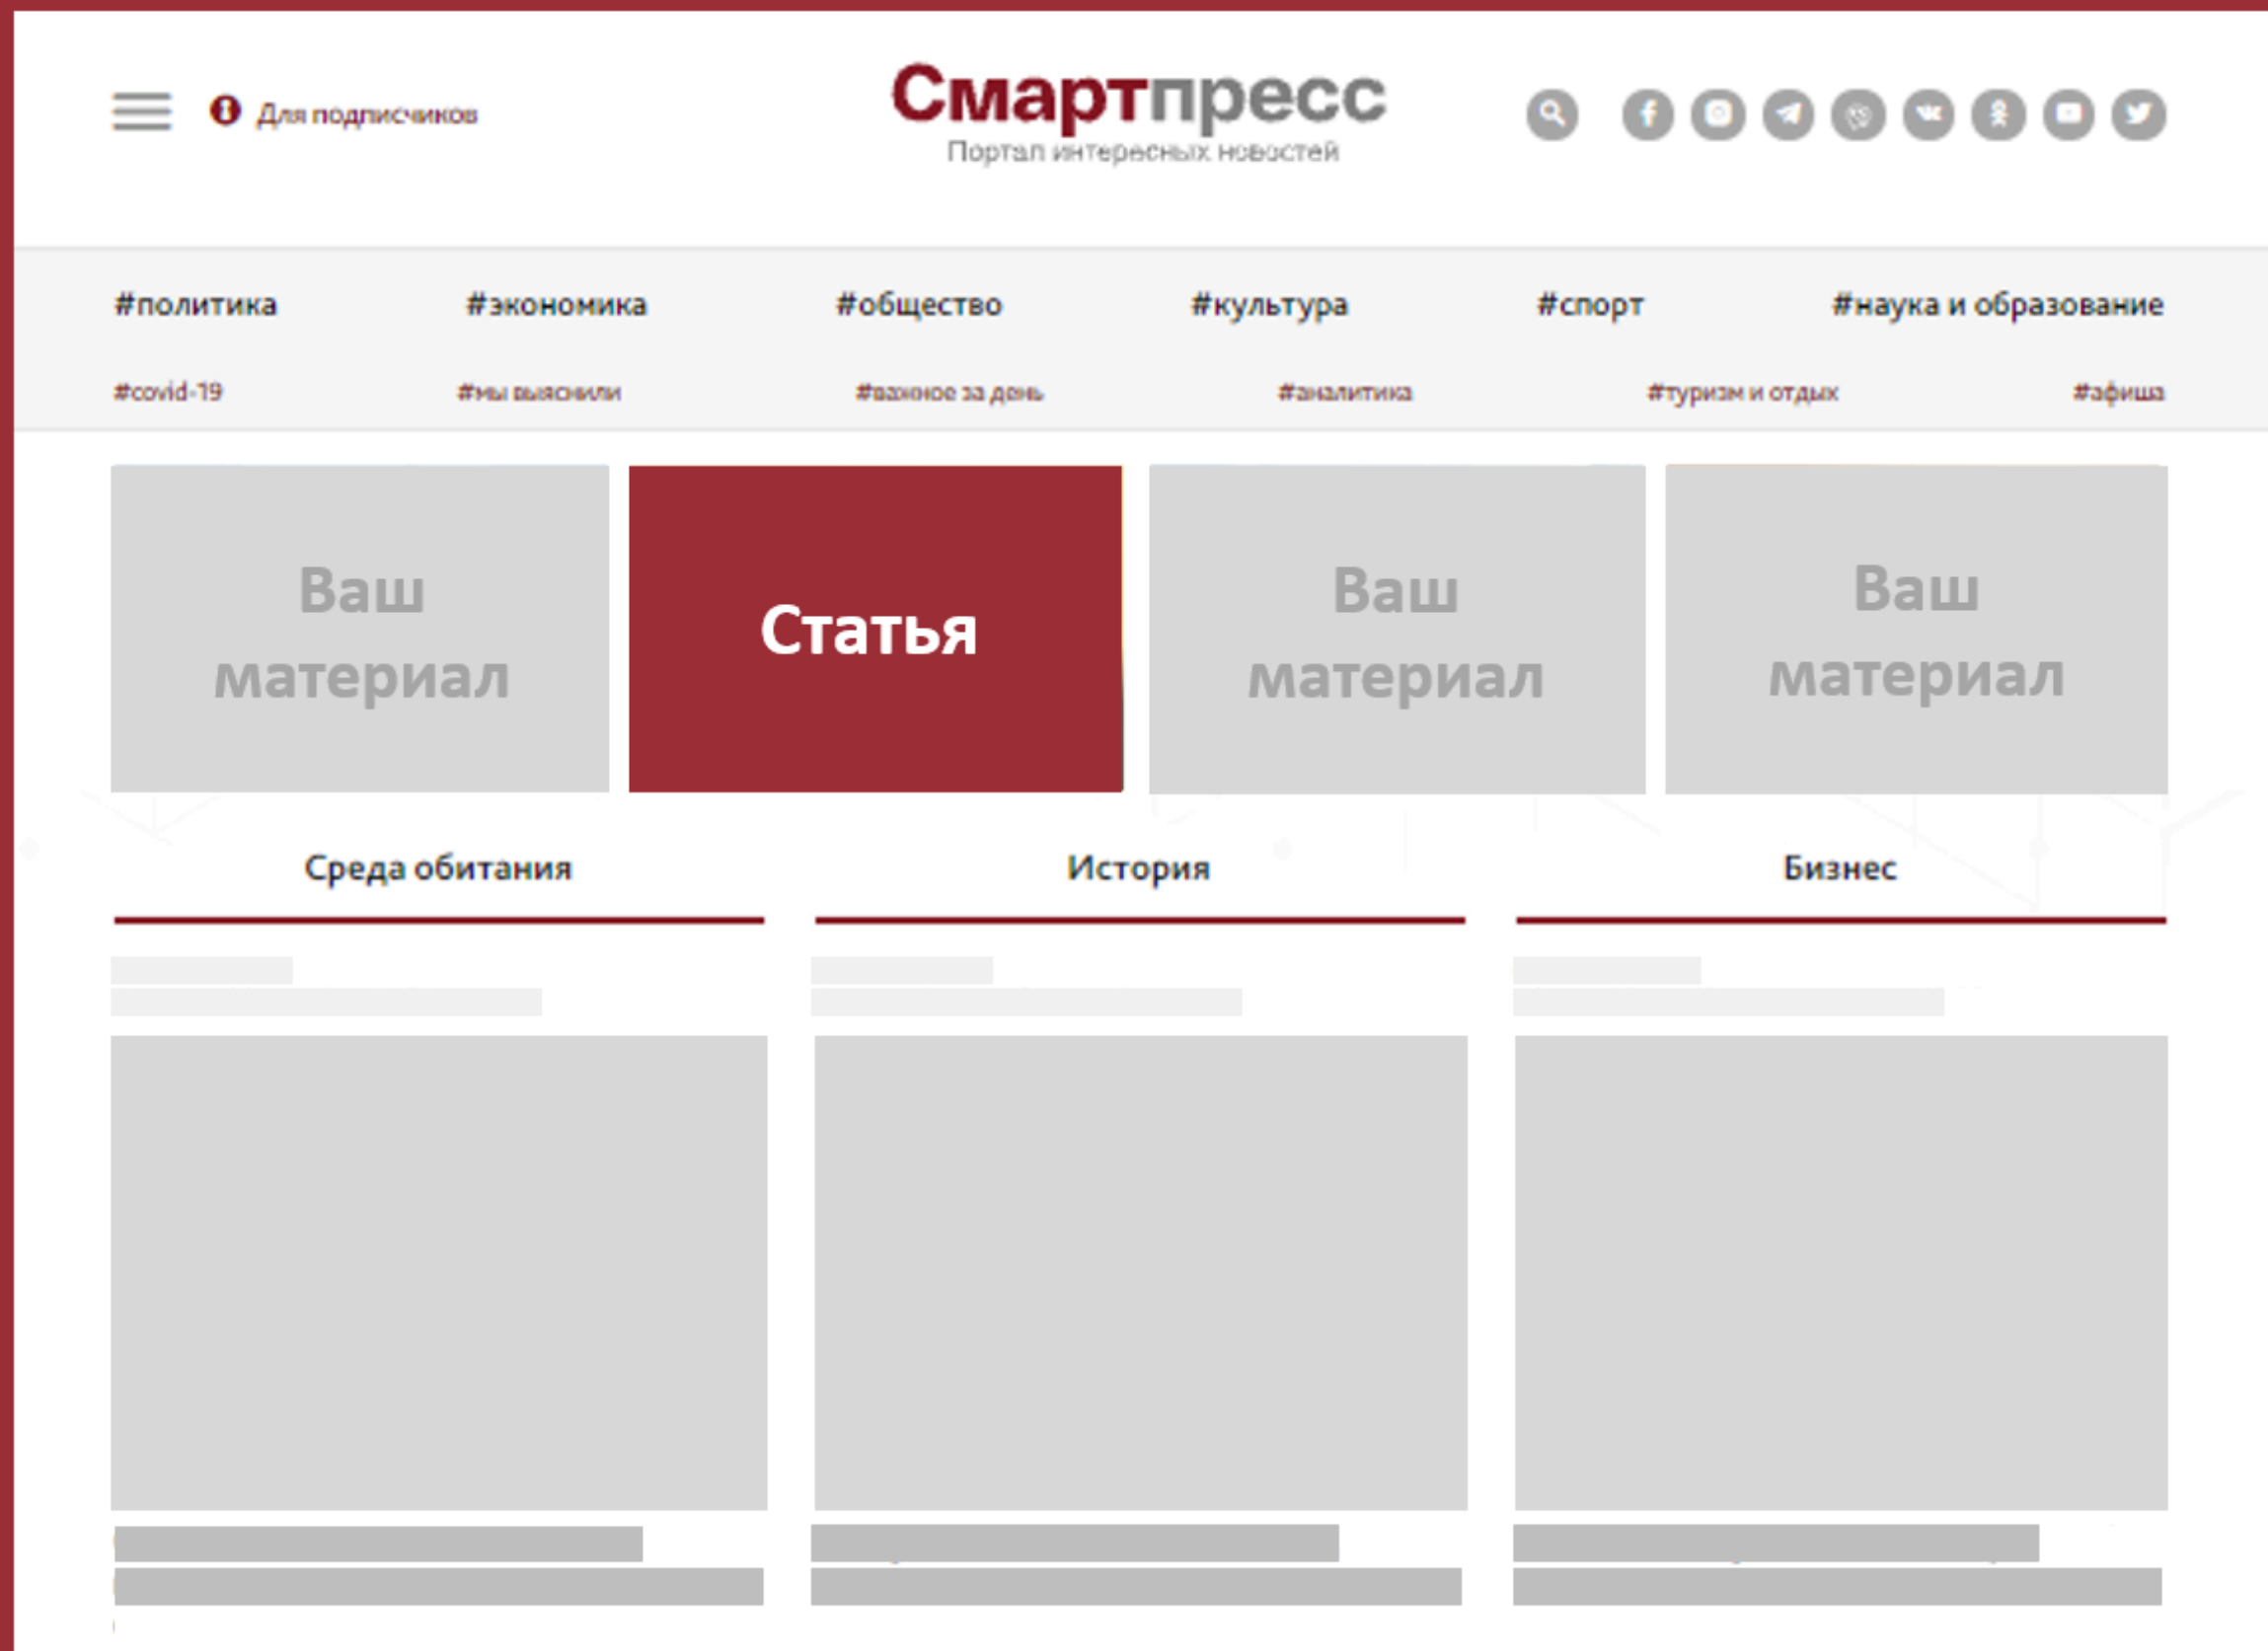 Для подписчиков
Смартпресс
Портал интересных новостей
#политика #экономика #общество #культура #спорт #наука и образование
#covid-19 #мы выяснили #важное за день #аналитика #туризм и отдых #афиша
Ваш материал
Статья
Ваш материал
Ваш материал
Среда обитания История Бизнес